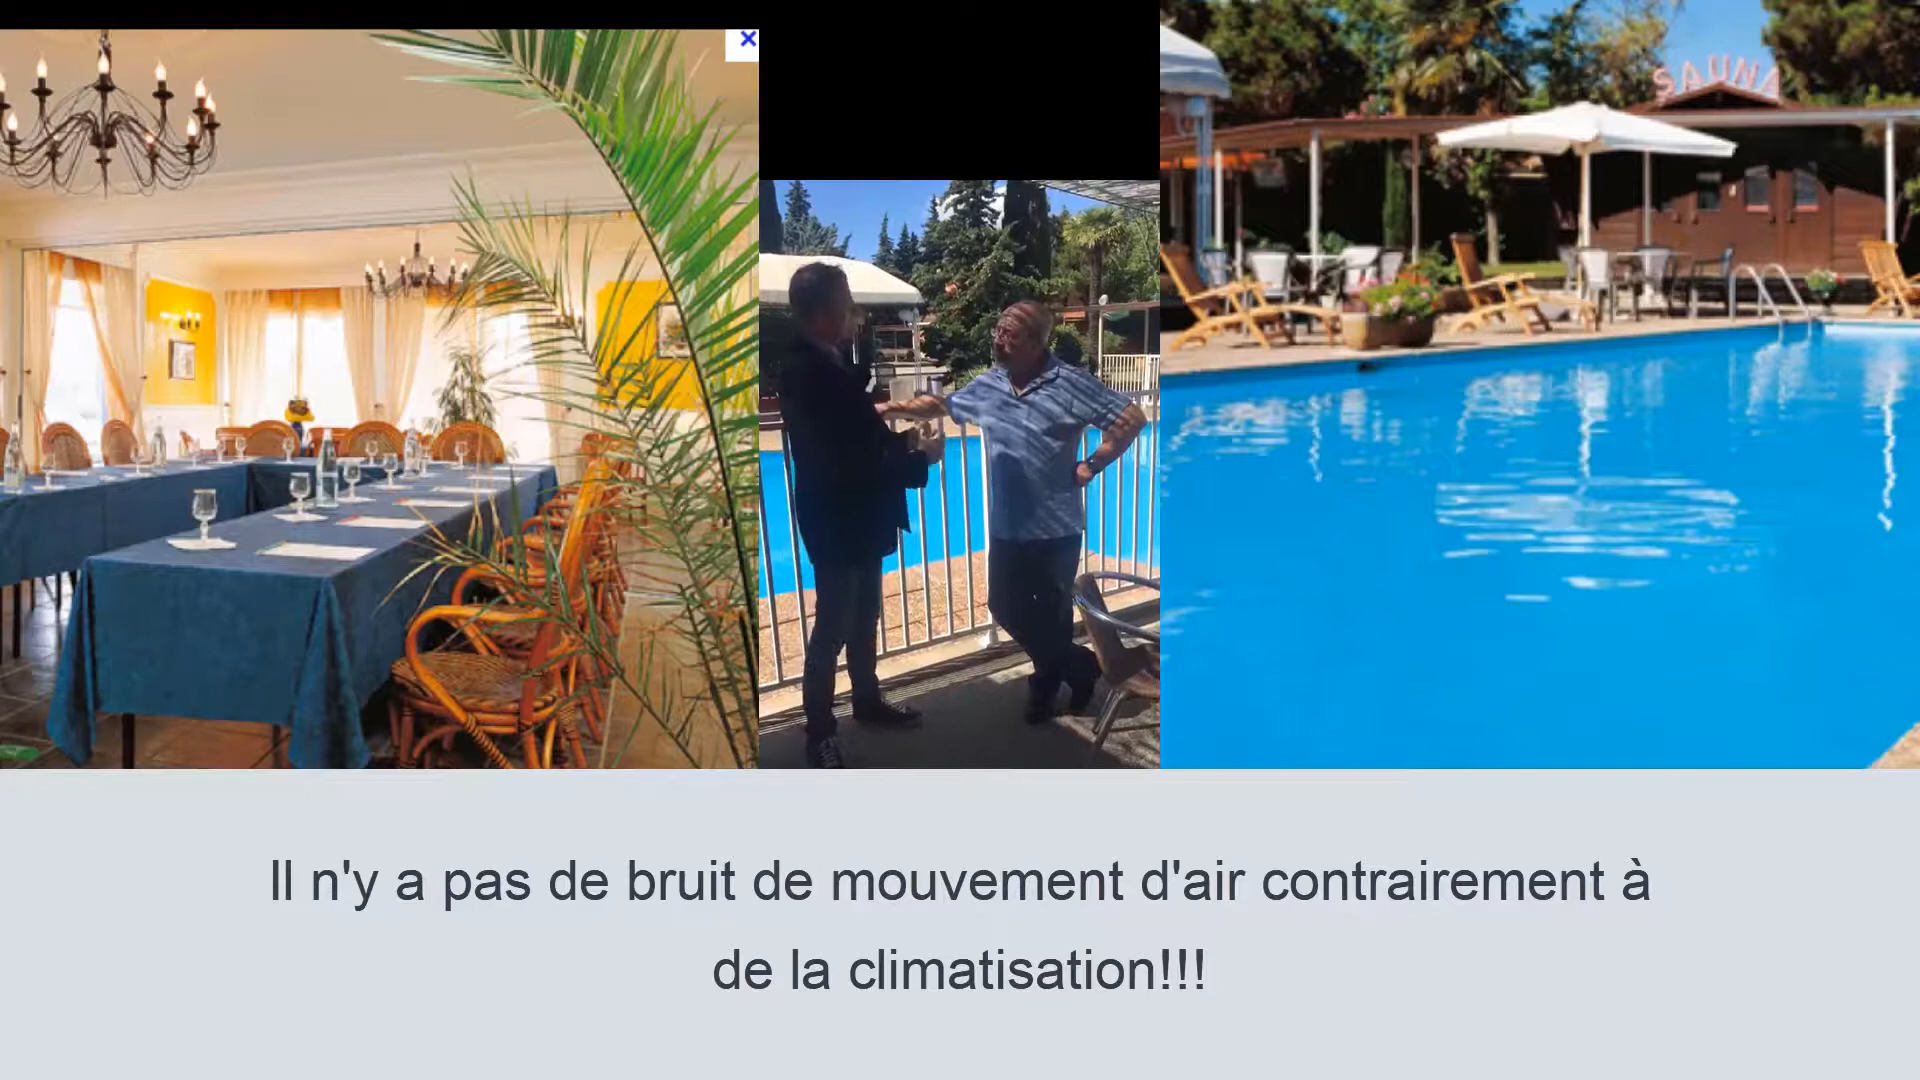 SAUNA
Il n'y a pas de bruit de mouvement d'air contrairement à
de la climatisation!!!